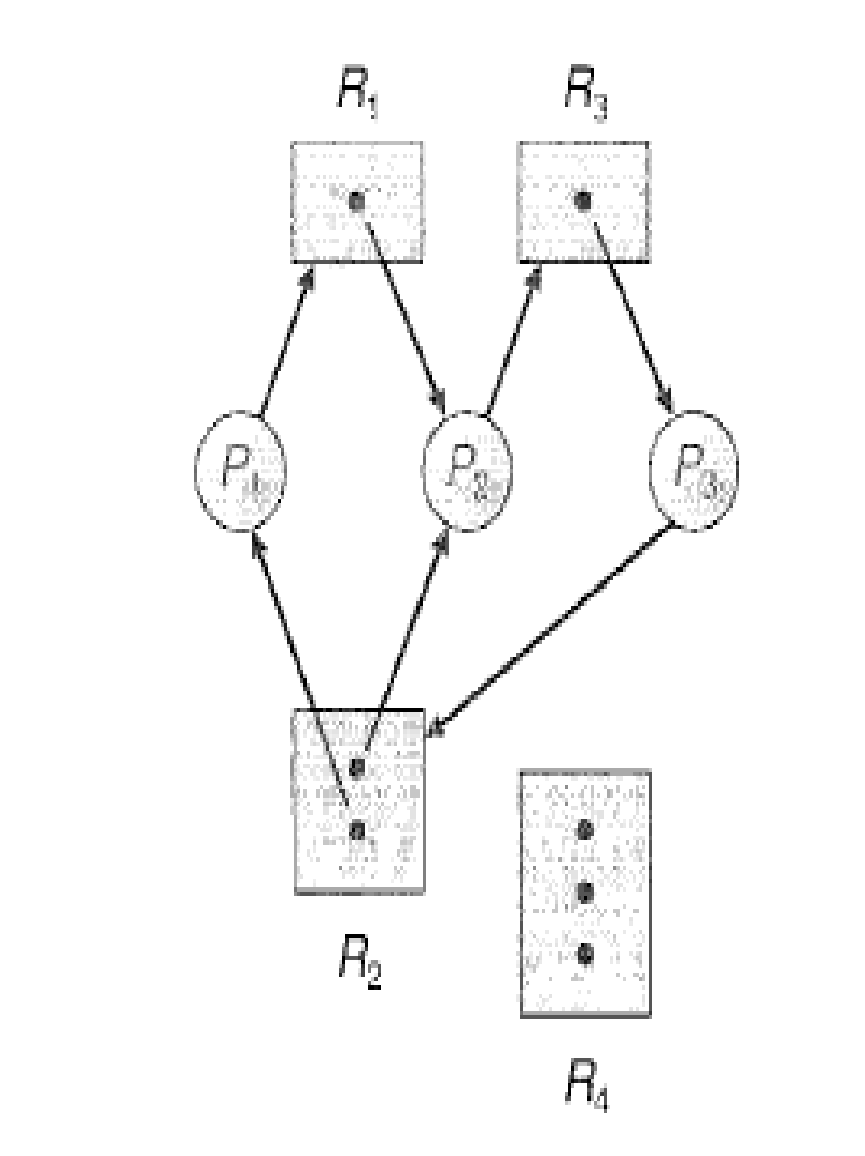 R₁ R₃
P₁ P₂ P₃
R₂
R₄